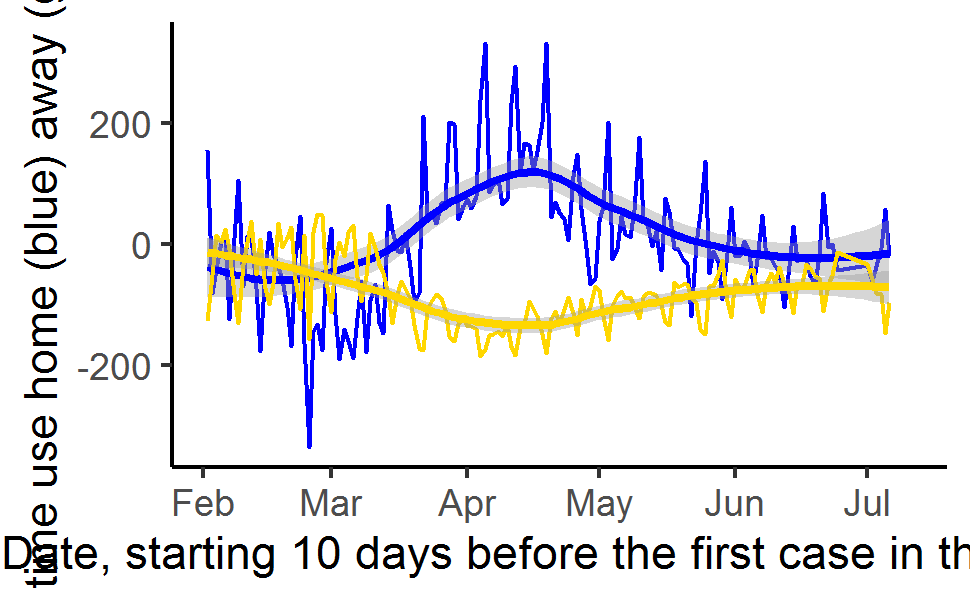 time use home (blue) away (
200
0
-200
Feb Mar Apr May Jun Jul
Date, starting 10 days before the first case in th